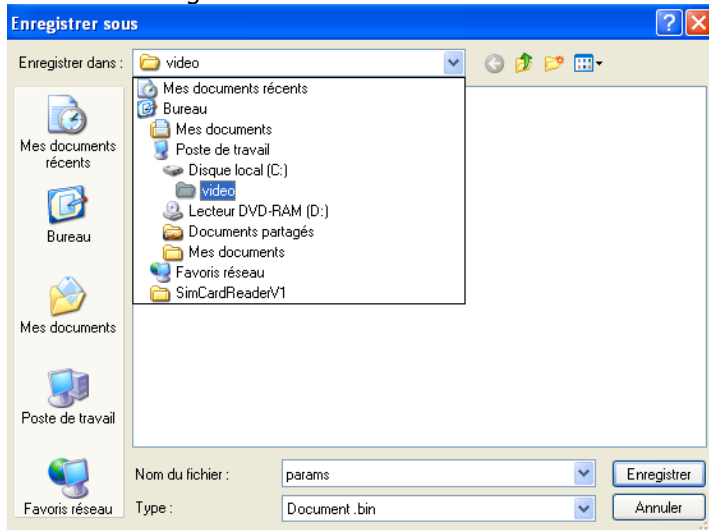 Enregistrer sous
Enregistrer dans :
video
Mes documents récents
Bureau
Mes documents
Poste de travail
Disque local (C:)
video
Lecteur DVD-RAM (D:)
Documents partagés
Mes documents
Favoris réseau
SimCardReaderV1
Mes documents
récents
Bureau
Mes documents
Poste de travail
Favoris réseau
Nom du fichier :
params
Enregistrer
Type :
Document .bin
Annuler